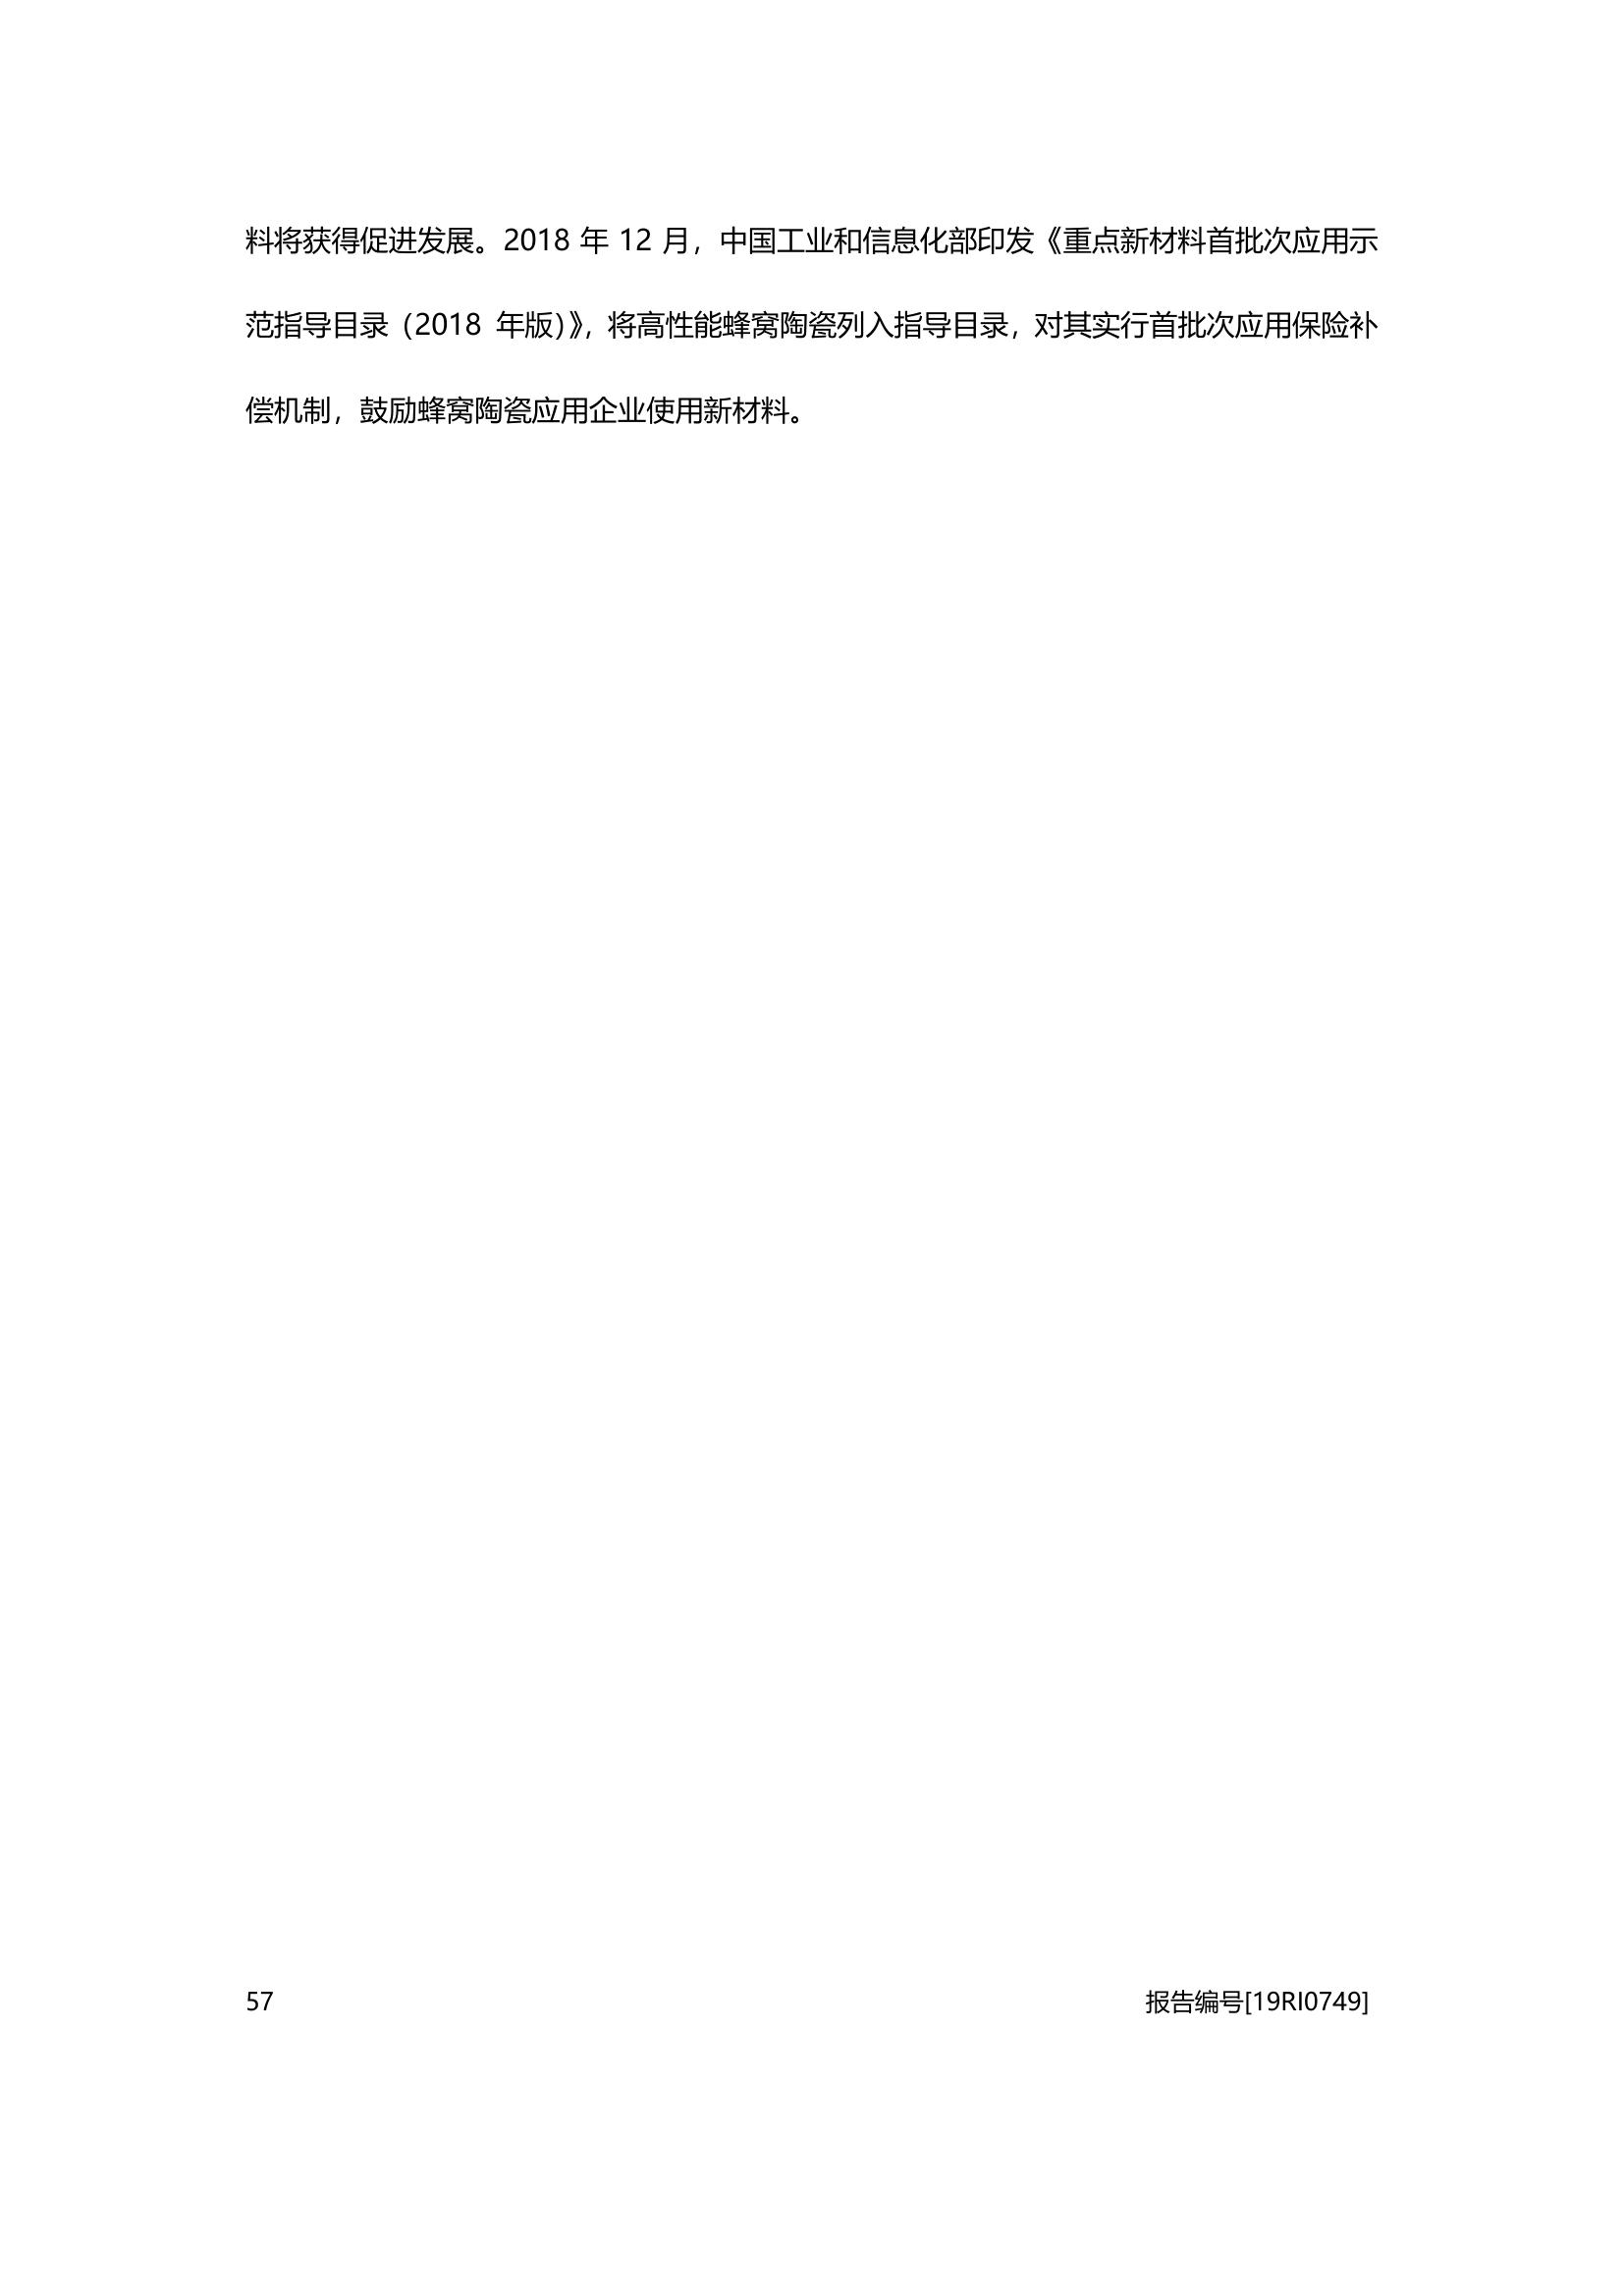 料将获得促进发展。2018 年 12 月，中国工业和信息化部印发《重点新材料首批次应用示
范指导目录（2018 年版）》，将高性能蜂窝陶瓷列入指导目录，对其实行首批次应用保险补
偿机制，鼓励蜂窝陶瓷应用企业使用新材料。
57 报告编号[19RI0749]